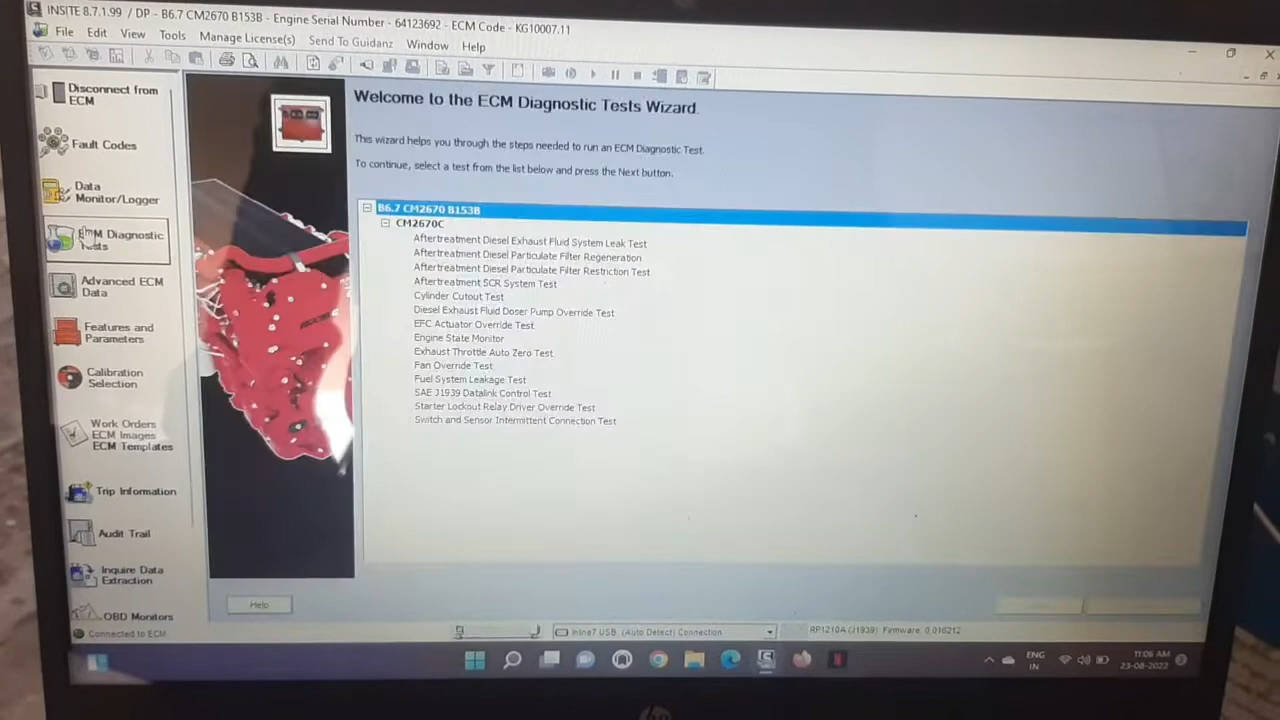 INSITE 8.7.1.99 / DP - B6.7 CM2670 B153B - Engine Serial Number - 64123692 - ECM Code - KG10007.11
File Edit View Tools Manage License(s) Send To Guidanz Window Help
Disconnect from
ECM
Fault Codes
Data
Monitor/Logger
Diagnostic
Advanced ECM
Data
Features and
Parameters
Calibration
Selection
Work Orders
ECM Images
ECM Templates
Trip Information
Audit Trail
Inquire Data
Extraction
OBD Monitors
Connected to ECM
Welcome to the ECM Diagnostic Tests Wizard
This wizard helps you through the steps needed to run an ECM Diagnostic Test.
To continue, select a test from the list below and press the Next button.
B6.7 CM2670 B153B
CM2670C
Aftertreatment Diesel Exhaust Fluid System Leak Test
Aftertreatment Diesel Particulate Filter Regeneration
Aftertreatment Diesel Particulate Filter Restriction Test
Aftertreatment SCR System Test
Cylinder Cutout Test
Diesel Exhaust Fluid Doser Pump Override Test
EFC Actuator Override Test
Engine State Monitor
Exhaust Throttle Auto Zero Test
Fan Override Test
Fuel System Leakage Test
SAE J1939 Datalink Control Test
Starter Lockout Relay Driver Override Test
Switch and Sensor Intermittent Connection Test
Help
Inline7 USB (Auto Detect) Connection
RP1210A (J1939) Firmware: 0.016212
ENG
IN
11:06 AM
23-08-2022
hp